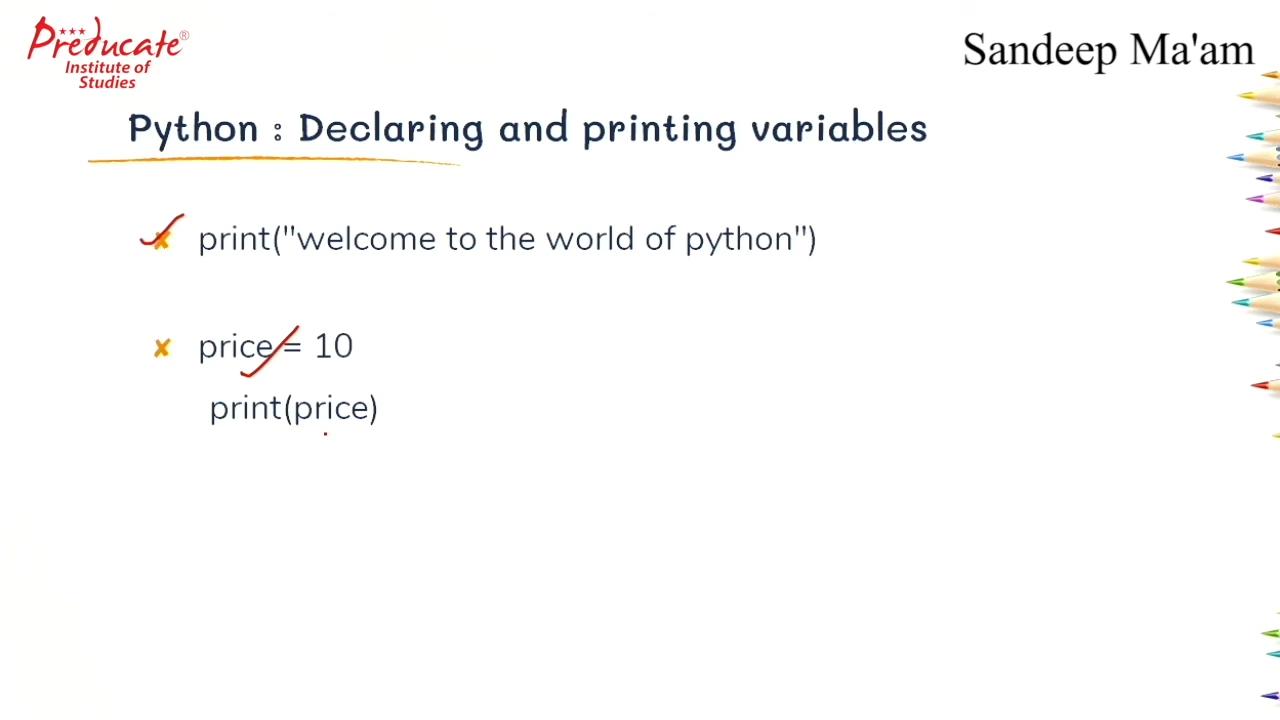 Preducate®
Institute of
Studies
Sandeep Ma'am
Python : Declaring and printing variables
print("welcome to the world of python")
price = 10
print(price)